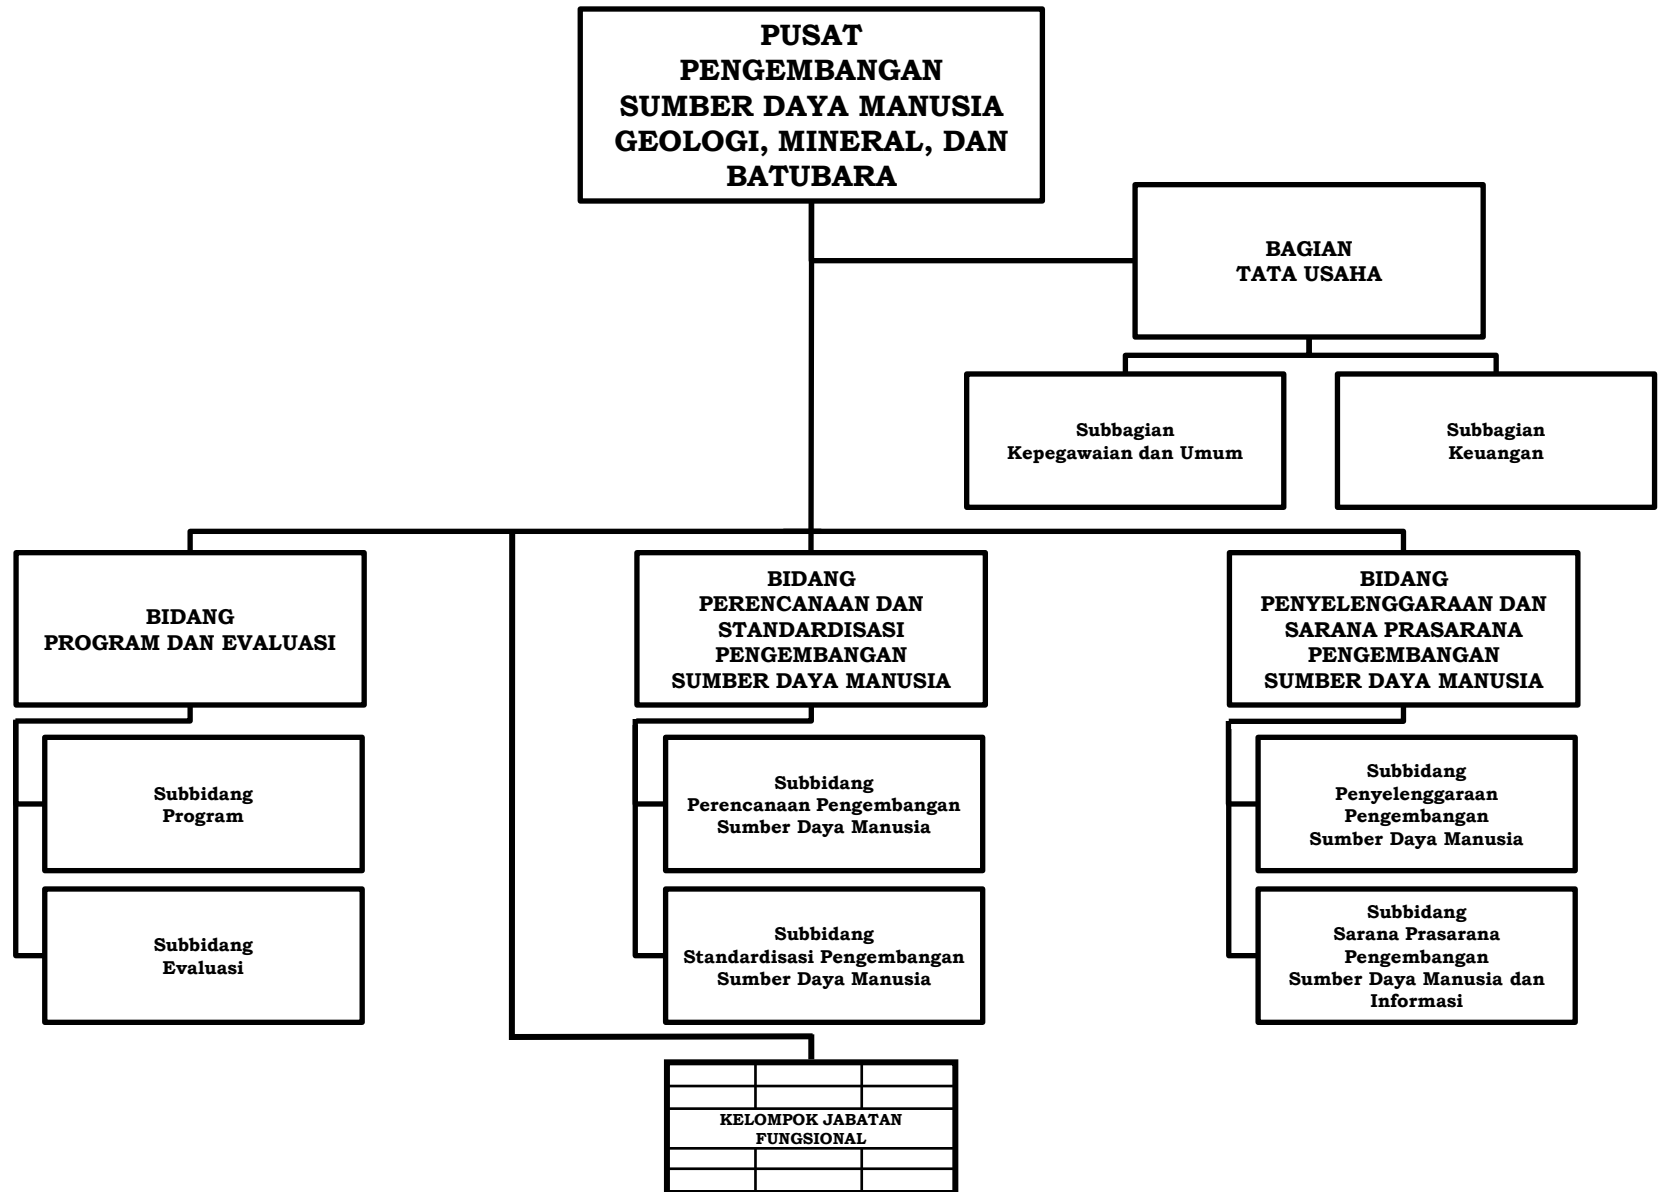 PUSAT
PENGEMBANGAN
SUMBER DAYA MANUSIA
GEOLOGI, MINERAL, DAN
BATUBARA
BAGIAN
TATA USAHA
Subbagian
Kepegawaian dan Umum
Subbagian
Keuangan
BIDANG
PROGRAM DAN EVALUASI
BIDANG
PERENCANAAN DAN
STANDARDISASI
PENGEMBANGAN
SUMBER DAYA MANUSIA
BIDANG
PENYELENGGARAAN DAN
SARANA PRASARANA
PENGEMBANGAN
SUMBER DAYA MANUSIA
Subbidang
Program
Subbidang
Perencanaan Pengembangan
Sumber Daya Manusia
Subbidang
Penyelenggaraan
Pengembangan
Sumber Daya Manusia
Subbidang
Evaluasi
Subbidang
Standardisasi Pengembangan
Sumber Daya Manusia
Subbidang
Sarana Prasarana
Pengembangan
Sumber Daya Manusia dan
Informasi
KELOMPOK JABATAN
FUNGSIONAL